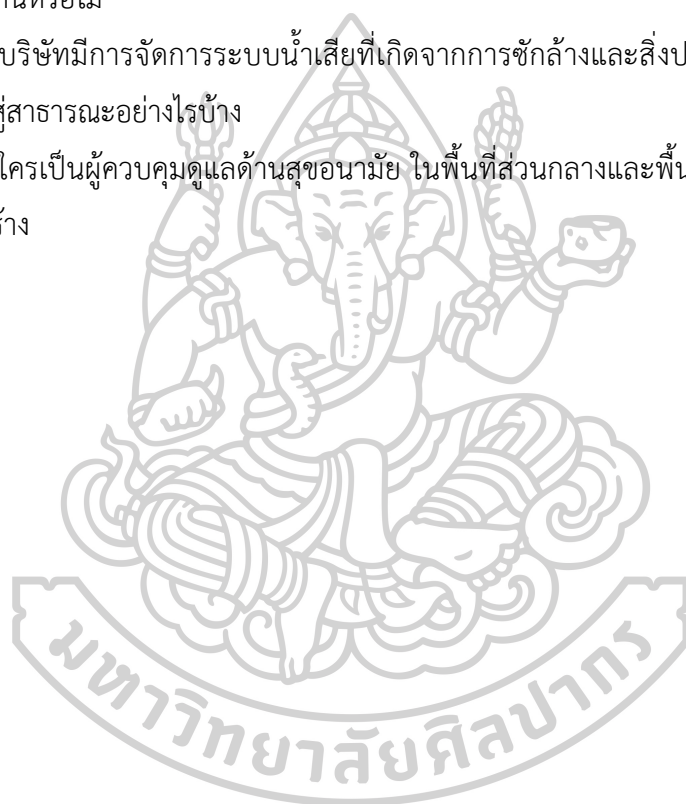 บริษัทมีการจัดการระบบน้ำเสียที่เกิดจากการซักล้างและสิ่งป
สู่สาธารณะอย่างไรบ้าง
ใครเป็นผู้ควบคุมดูแลด้านสุขอนามัย ในพื้นที่ส่วนกลางและพื้น
ร้าง
มหาวิทยาลัยศิลปากร